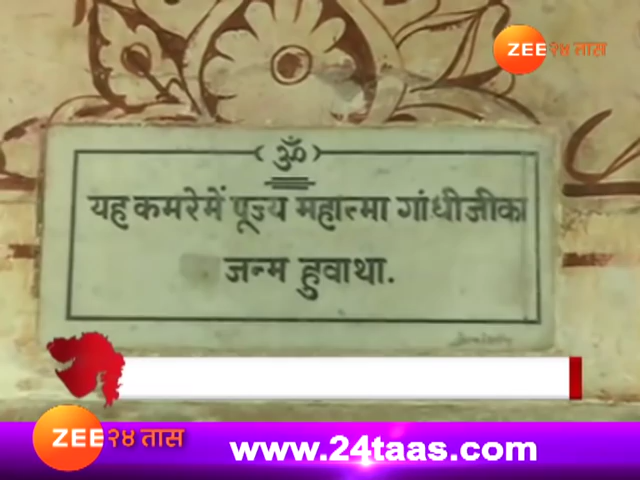 ZEE २४ तास
ॐ
यह कमरेमें पूज्य महात्मा गांधीजीका
जन्म हुवाथा.
ZEE २४ तास
www.24taas.com